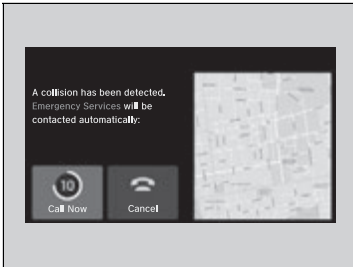 A collision has been detected.
Emergency Services will be
contacted automatically:
10
Call Now
Cancel